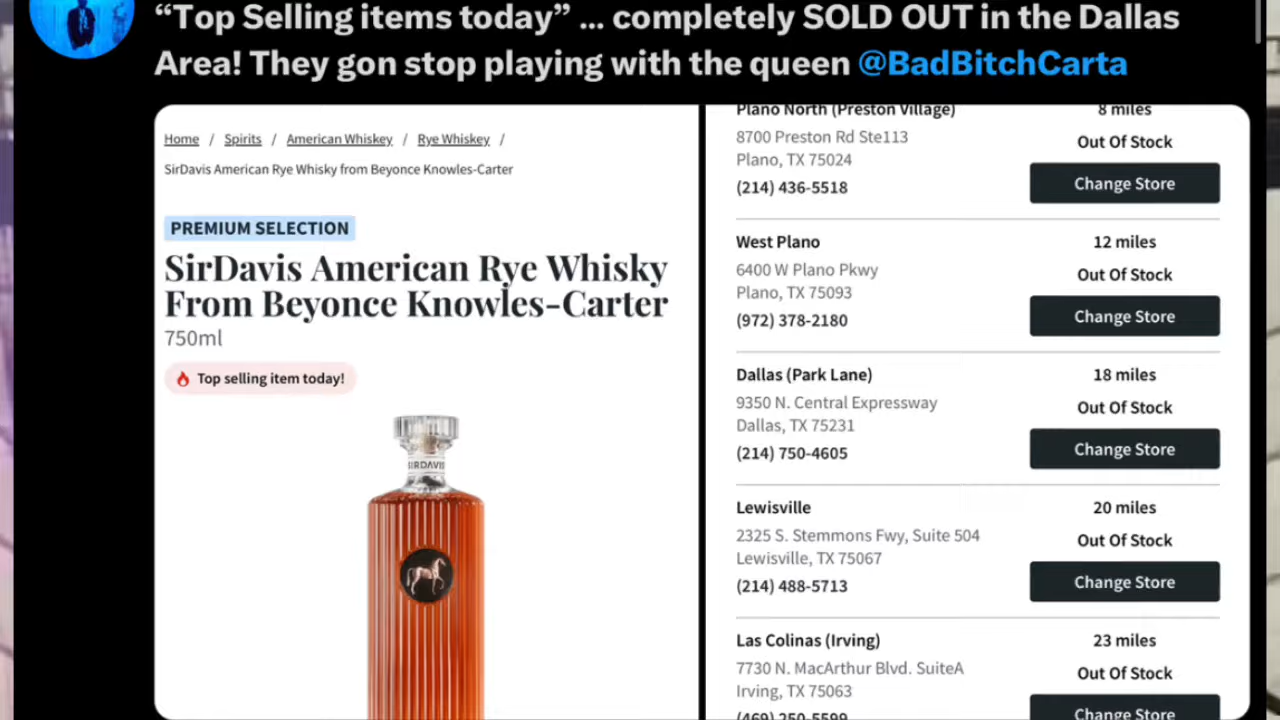 “Top Selling items today” ... completely SOLD OUT in the Dallas
Area! They gon stop playing with the queen @BadBitchCarta
Home / Spirits / American Whiskey / Rye Whiskey /
SirDavis American Rye Whisky from Beyonce Knowles-Carter
PREMIUM SELECTION
SirDavis American Rye Whisky
From Beyonce Knowles-Carter
750ml
Top selling item today!
SIRDAVIS
Plano North (Preston Village) 8 miles
8700 Preston Rd Ste113 Out Of Stock
Plano, TX 75024
(214) 436-5518 Change Store
West Plano 12 miles
6400 W Plano Pkwy Out Of Stock
Plano, TX 75093
(972) 378-2180 Change Store
Dallas (Park Lane) 18 miles
9350 N. Central Expressway Out Of Stock
Dallas, TX 75231
(214) 750-4605 Change Store
Lewisville 20 miles
2325 S. Stemmons Fwy, Suite 504 Out Of Stock
Lewisville, TX 75067
(214) 488-5713 Change Store
Las Colinas (Irving) 23 miles
7730 N. MacArthur Blvd. SuiteA Out Of Stock
Irving, TX 75063
(469) 250-5599 Change Store